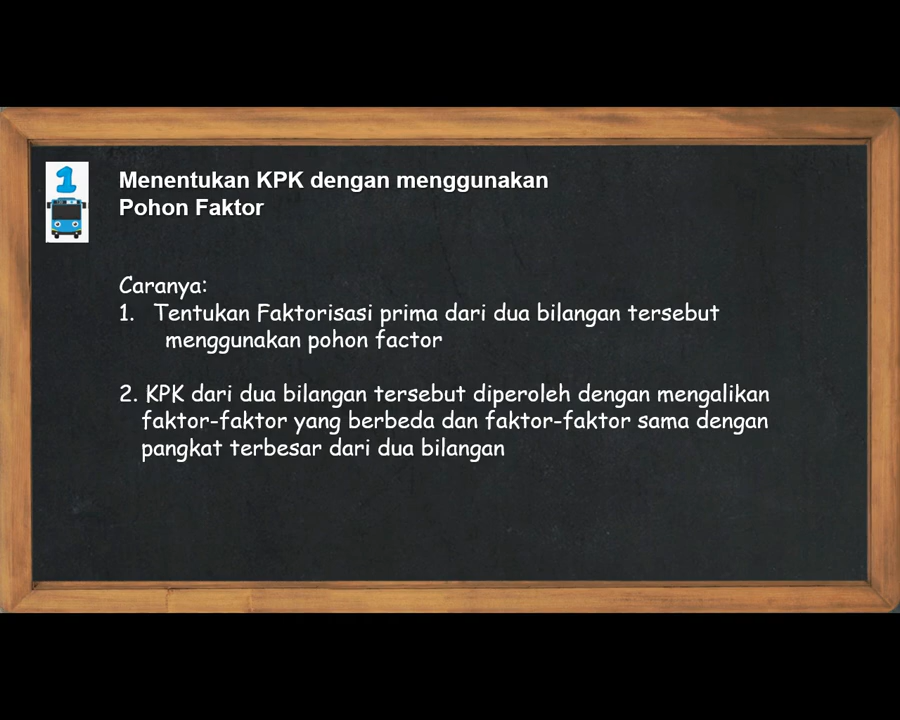 1
Menentukan KPK dengan menggunakan
Pohon Faktor
Caranya:
1. Tentukan Faktorisasi prima dari dua bilangan tersebut
menggunakan pohon factor
2. KPK dari dua bilangan tersebut diperoleh dengan mengalikan
faktor-faktor yang berbeda dan faktor-faktor sama dengan
pangkat terbesar dari dua bilangan